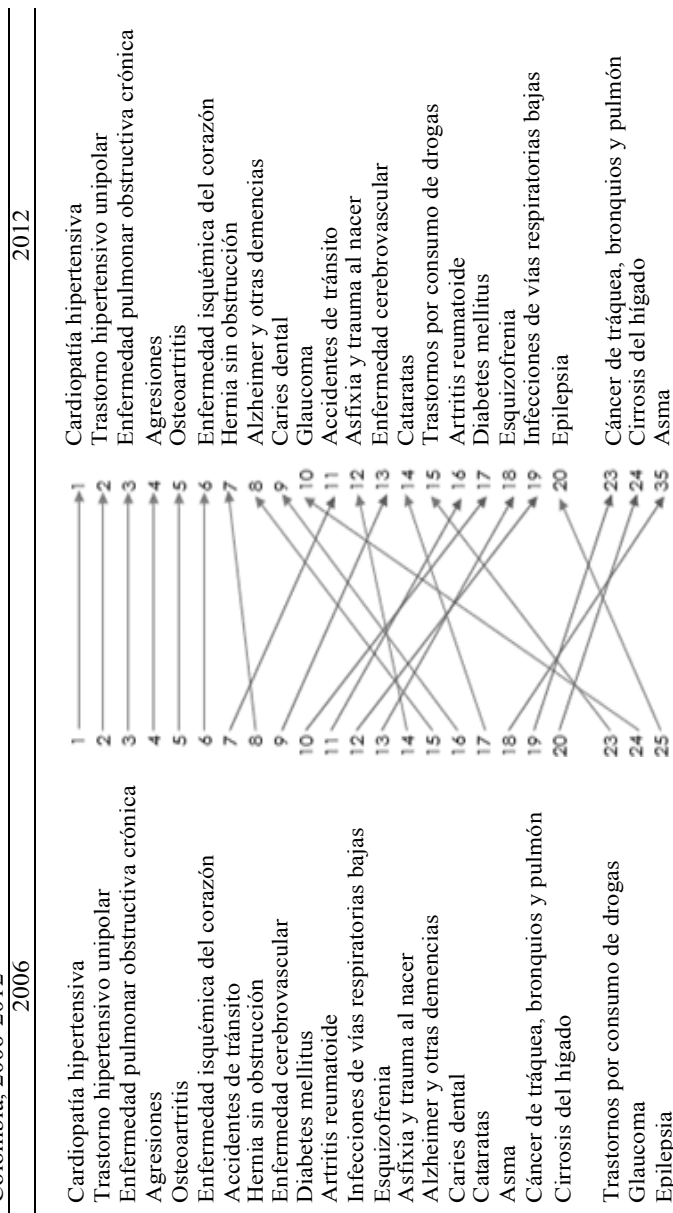 2006
2012
Cardiopatía hipertensiva 1 1 Cardiopatía hipertensiva
Trastorno hipertensivo unipolar 2 2 Trastorno hipertensivo unipolar
Enfermedad pulmonar obstructiva crónica 3 3 Enfermedad pulmonar obstructiva crónica
Agresiones 4 4 Agresiones
Osteoartritis 5 5 Osteoartritis
Enfermedad isquémica del corazón 6 6 Enfermedad isquémica del corazón
Accidentes de tránsito 7 7 Hernia sin obstrucción
Hernia sin obstrucción 8 8 Alzheimer y otras demencias
Enfermedad cerebrovascular 9 9 Caries dental
Diabetes mellitus 10 10 Glaucoma
Artritis reumatoide 11 11 Accidentes de tránsito
Infecciones de vías respiratorias bajas 12 12 Asfixia y trauma al nacer
Esquizofrenia 13 13 Enfermedad cerebrovascular
Asfixia y trauma al nacer 14 14 Cataratas
Alzheimer y otras demencias 15 15 Trastornos por consumo de drogas
Caries dental 16 16 Artritis reumatoide
Cataratas 17 17 Diabetes mellitus
Asma 18 18 Esquizofrenia
Cáncer de tráquea, bronquios y pulmón 19 19 Infecciones de vías respiratorias bajas
Cirrosis del hígado 20 20 Epilepsia
Trastornos por consumo de drogas 23 23 Cáncer de tráquea, bronquios y pulmón
Glaucoma 24 24 Cirrosis del hígado
Epilepsia 25 35 Asma